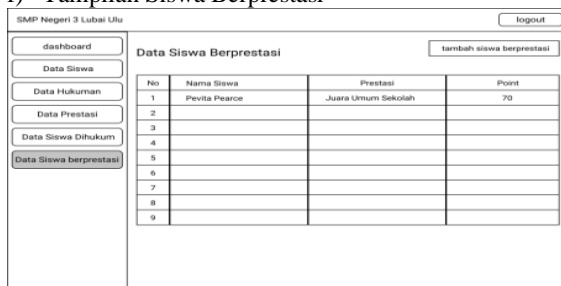 Tampilan Siswa Berprestasi
SMP Negeri 3 Lubai Ulu
logout
dashboard
Data Siswa
Data Hukuman
Data Prestasi
Data Siswa Dihukum
Data Siswa berprestasi
Data Siswa Berprestasi
tambah siswa berprestasi
No Nama Siswa Prestasi Point
1 Pevita Pearce Juara Umum Sekolah 70
2
3
4
5
6
7
8
9